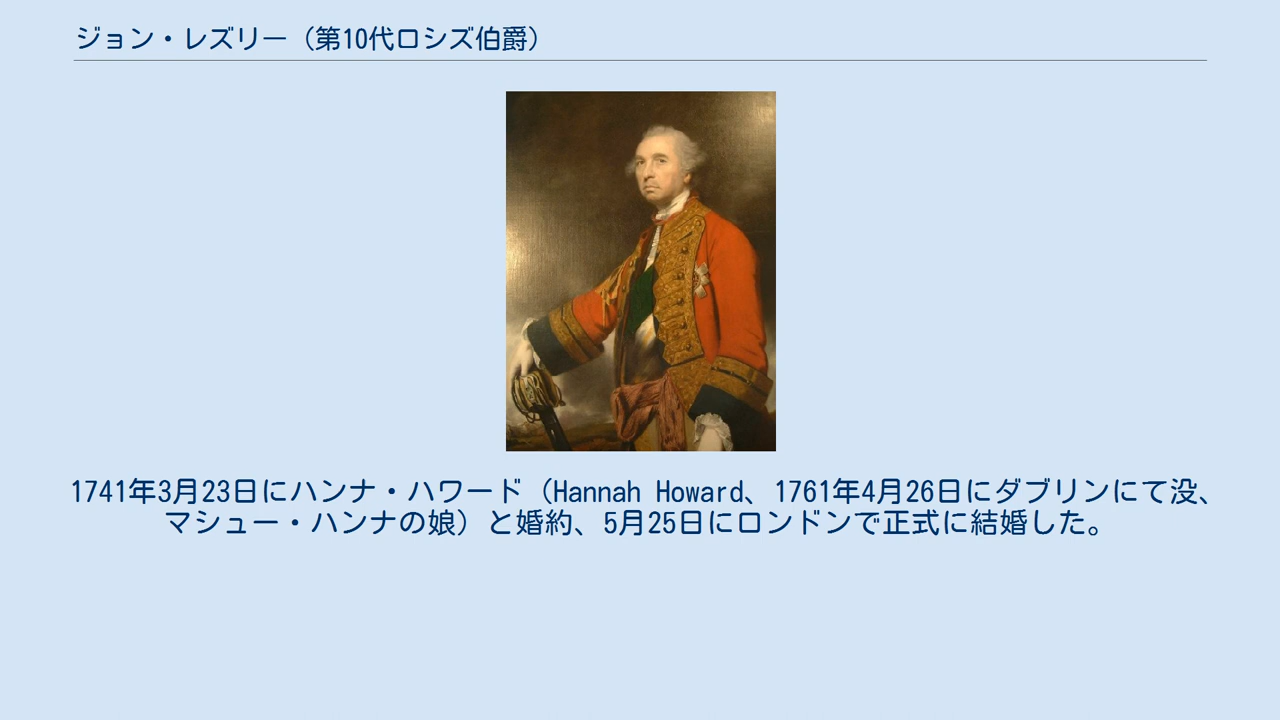 ジョン・レズリー（第10代ロシズ伯爵）
1741年3月23日にハンナ・ハワード（Hannah Howard、1761年4月26日にダブリンにて没、
マシュー・ハンナの娘）と婚約、5月25日にロンドンで正式に結婚した。